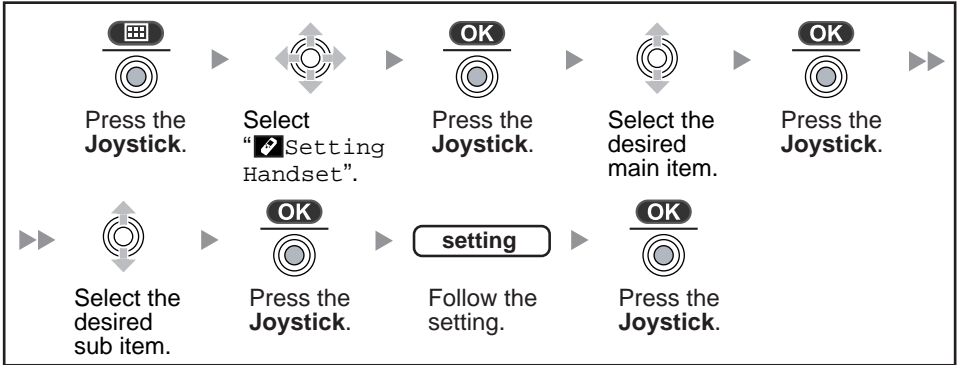 OK
OK
Press the
Joystick.
Select
“Setting
Handset”.
Press the
Joystick.
Select the
desired
main item.
Press the
Joystick.
OK
setting
OK
Select the
desired
sub item.
Press the
Joystick.
Follow the
setting.
Press the
Joystick.